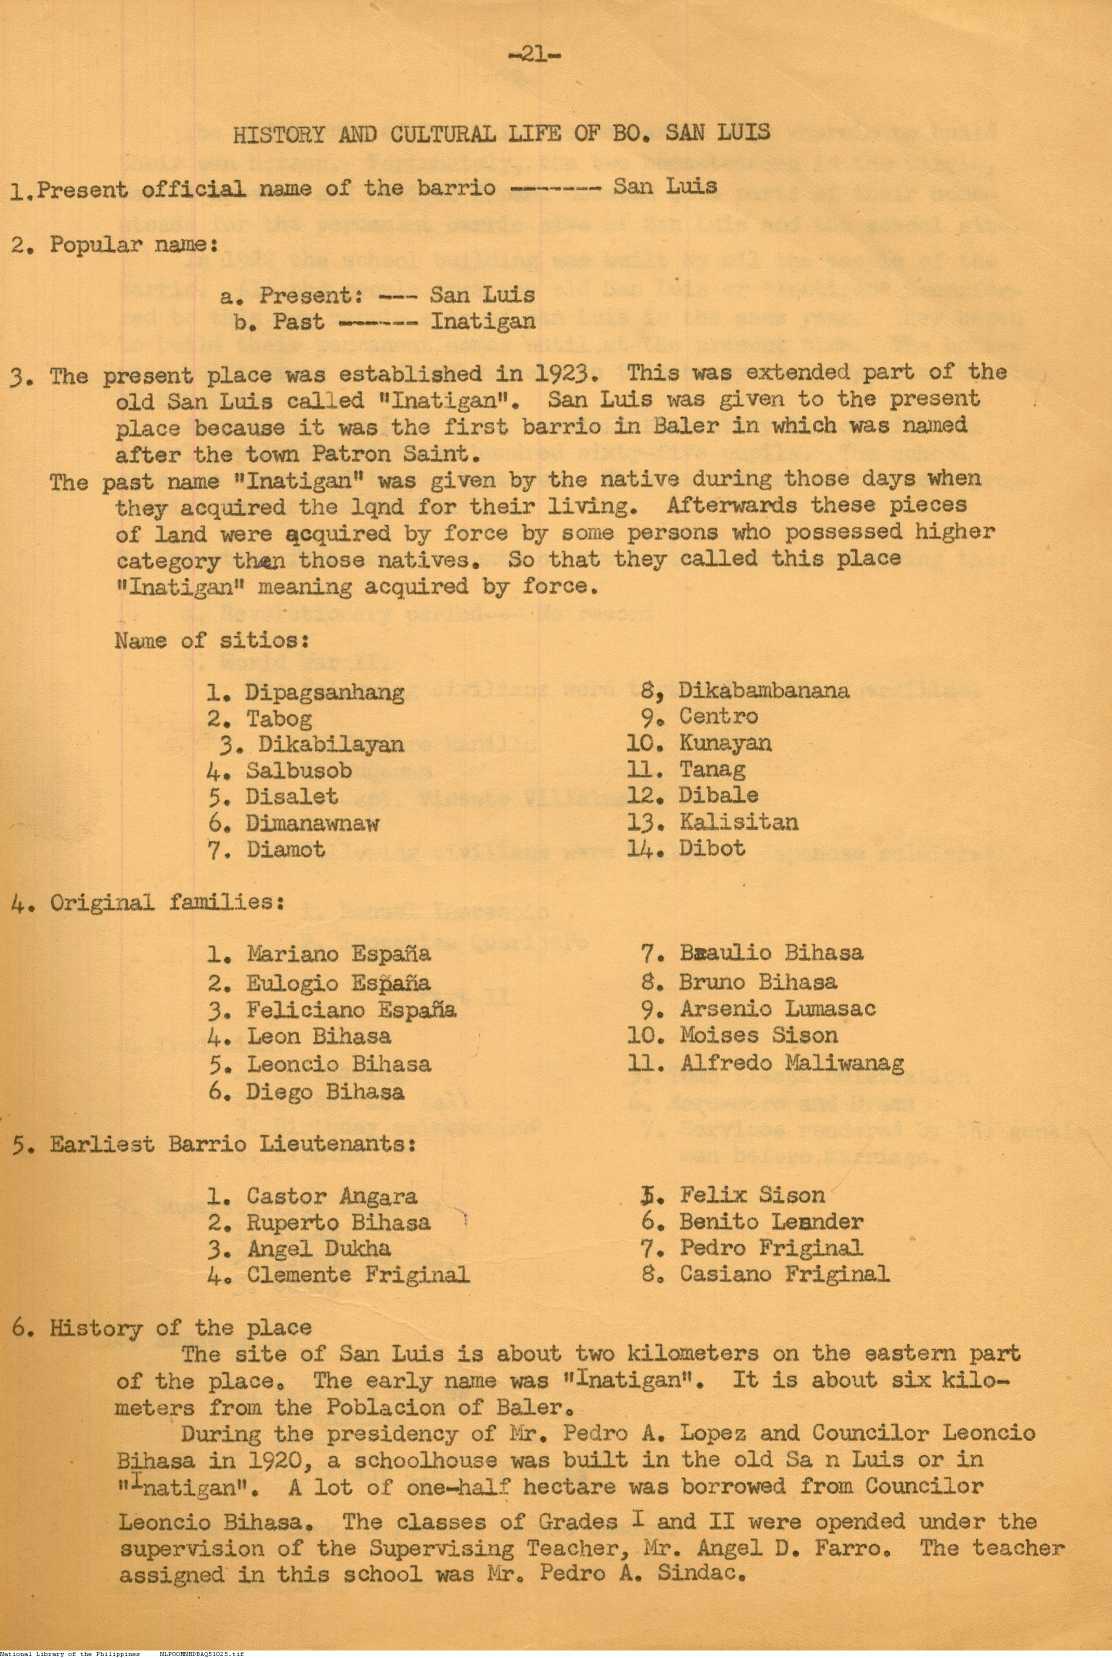 -21-
HISTORY AND CULTURAL LIFE OF BO. SAN LUIS
1.Present official name of the barrio ------- San Luis
2. Popular name:
a. Present: --- San Luis
b. Past ------ Inatigan
3. The present place was established in 1923. This was extended part of the
old San Luis called "Inatigan". San Luis was given to the present
place because it was the first barrio in Baler in which was named
after the town Patron Saint.
The past name "Inatigan" was given by the native during those days when
they acquired the lqnd for their living. Afterwards these pieces
of land were acquired by force by some persons who possessed higher
category then those natives. So that they called this place
"Inatigan" meaning acquired by force.
Name of sitios:
1. Dipagsanhang
2. Tabog
3. Dikabilayan
4. Salbusob
5. Disalet
6. Dimanawnaw
7. Diamot
8, Dikabambanana
9. Centro
10. Kunayan
11. Tanag
12. Dibale
13. Kalisitan
14. Dibot
4. Original families:
1. Mariano España
2. Eulogio España
3. Feliciano España
4. Leon Bihasa
5. Leoncio Bihasa
6. Diego Bihasa
7. Braulio Bihasa
8. Bruno Bihasa
9. Arsenio Lumasac
10. Moises Sison
11. Alfredo Maliwanag
5. Earliest Barrio Lieutenants:
1. Castor Angara
2. Ruperto Bihasa
3. Angel Dukha
4. Clemente Friginal
5. Felix Sison
6. Benito Leander
7. Pedro Friginal
8. Casiano Friginal
6. History of the place
The site of San Luis is about two kilometers on the eastern part
of the place. The early name was "Inatigan". It is about six kilo-
meters from the Poblacion of Baler.
During the presidency of Mr. Pedro A. Lopez and Councilor Leoncio
Bihasa in 1920, a schoolhouse was built in the old Sa n Luis or in
"Inatigan". A lot of one-half hectare was borrowed from Councilor
Leoncio Bihasa. The classes of Grades I and II were opended under the
supervision of the Supervising Teacher, Mr. Angel D. Farro. The teacher
assigned in this school was Mr. Pedro A. Sindac.
National Library of the Philippines NLPOOMNHDBAQ51025.tif